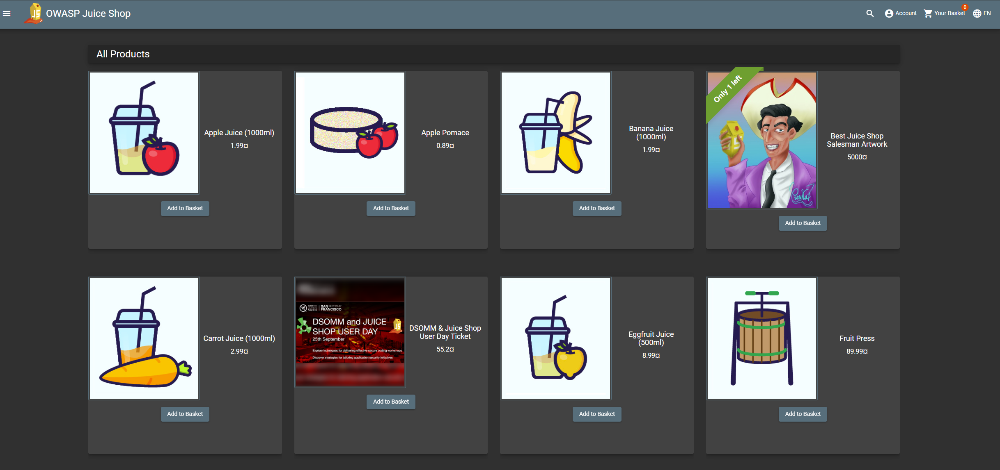 OWASP Juice Shop
Account
Your Basket
0
EN
All Products
Only 1 left
JS
Apple Juice (1000ml)
1.99¤
Add to Basket
Apple Pomace
0.89¤
Add to Basket
Banana Juice
(1000ml)
1.99¤
Add to Basket
Best Juice Shop
Salesman Artwork
5000¤
Add to Basket
Carrot Juice (1000ml)
2.99¤
Add to Basket
GLOBAL
AppSec
SAN SEPT 23-27
FRANCISCO
DSOMM and JUICE
SHOP USER DAY
25th September
Explore techniques for delivering effective secure coding workshops
Discover strategies for tailoring application security initiatives
DSOMM & Juice Shop
User Day Ticket
55.2¤
Add to Basket
Eggfruit Juice
(500ml)
8.99¤
Add to Basket
Fruit Press
89.99¤
Add to Basket